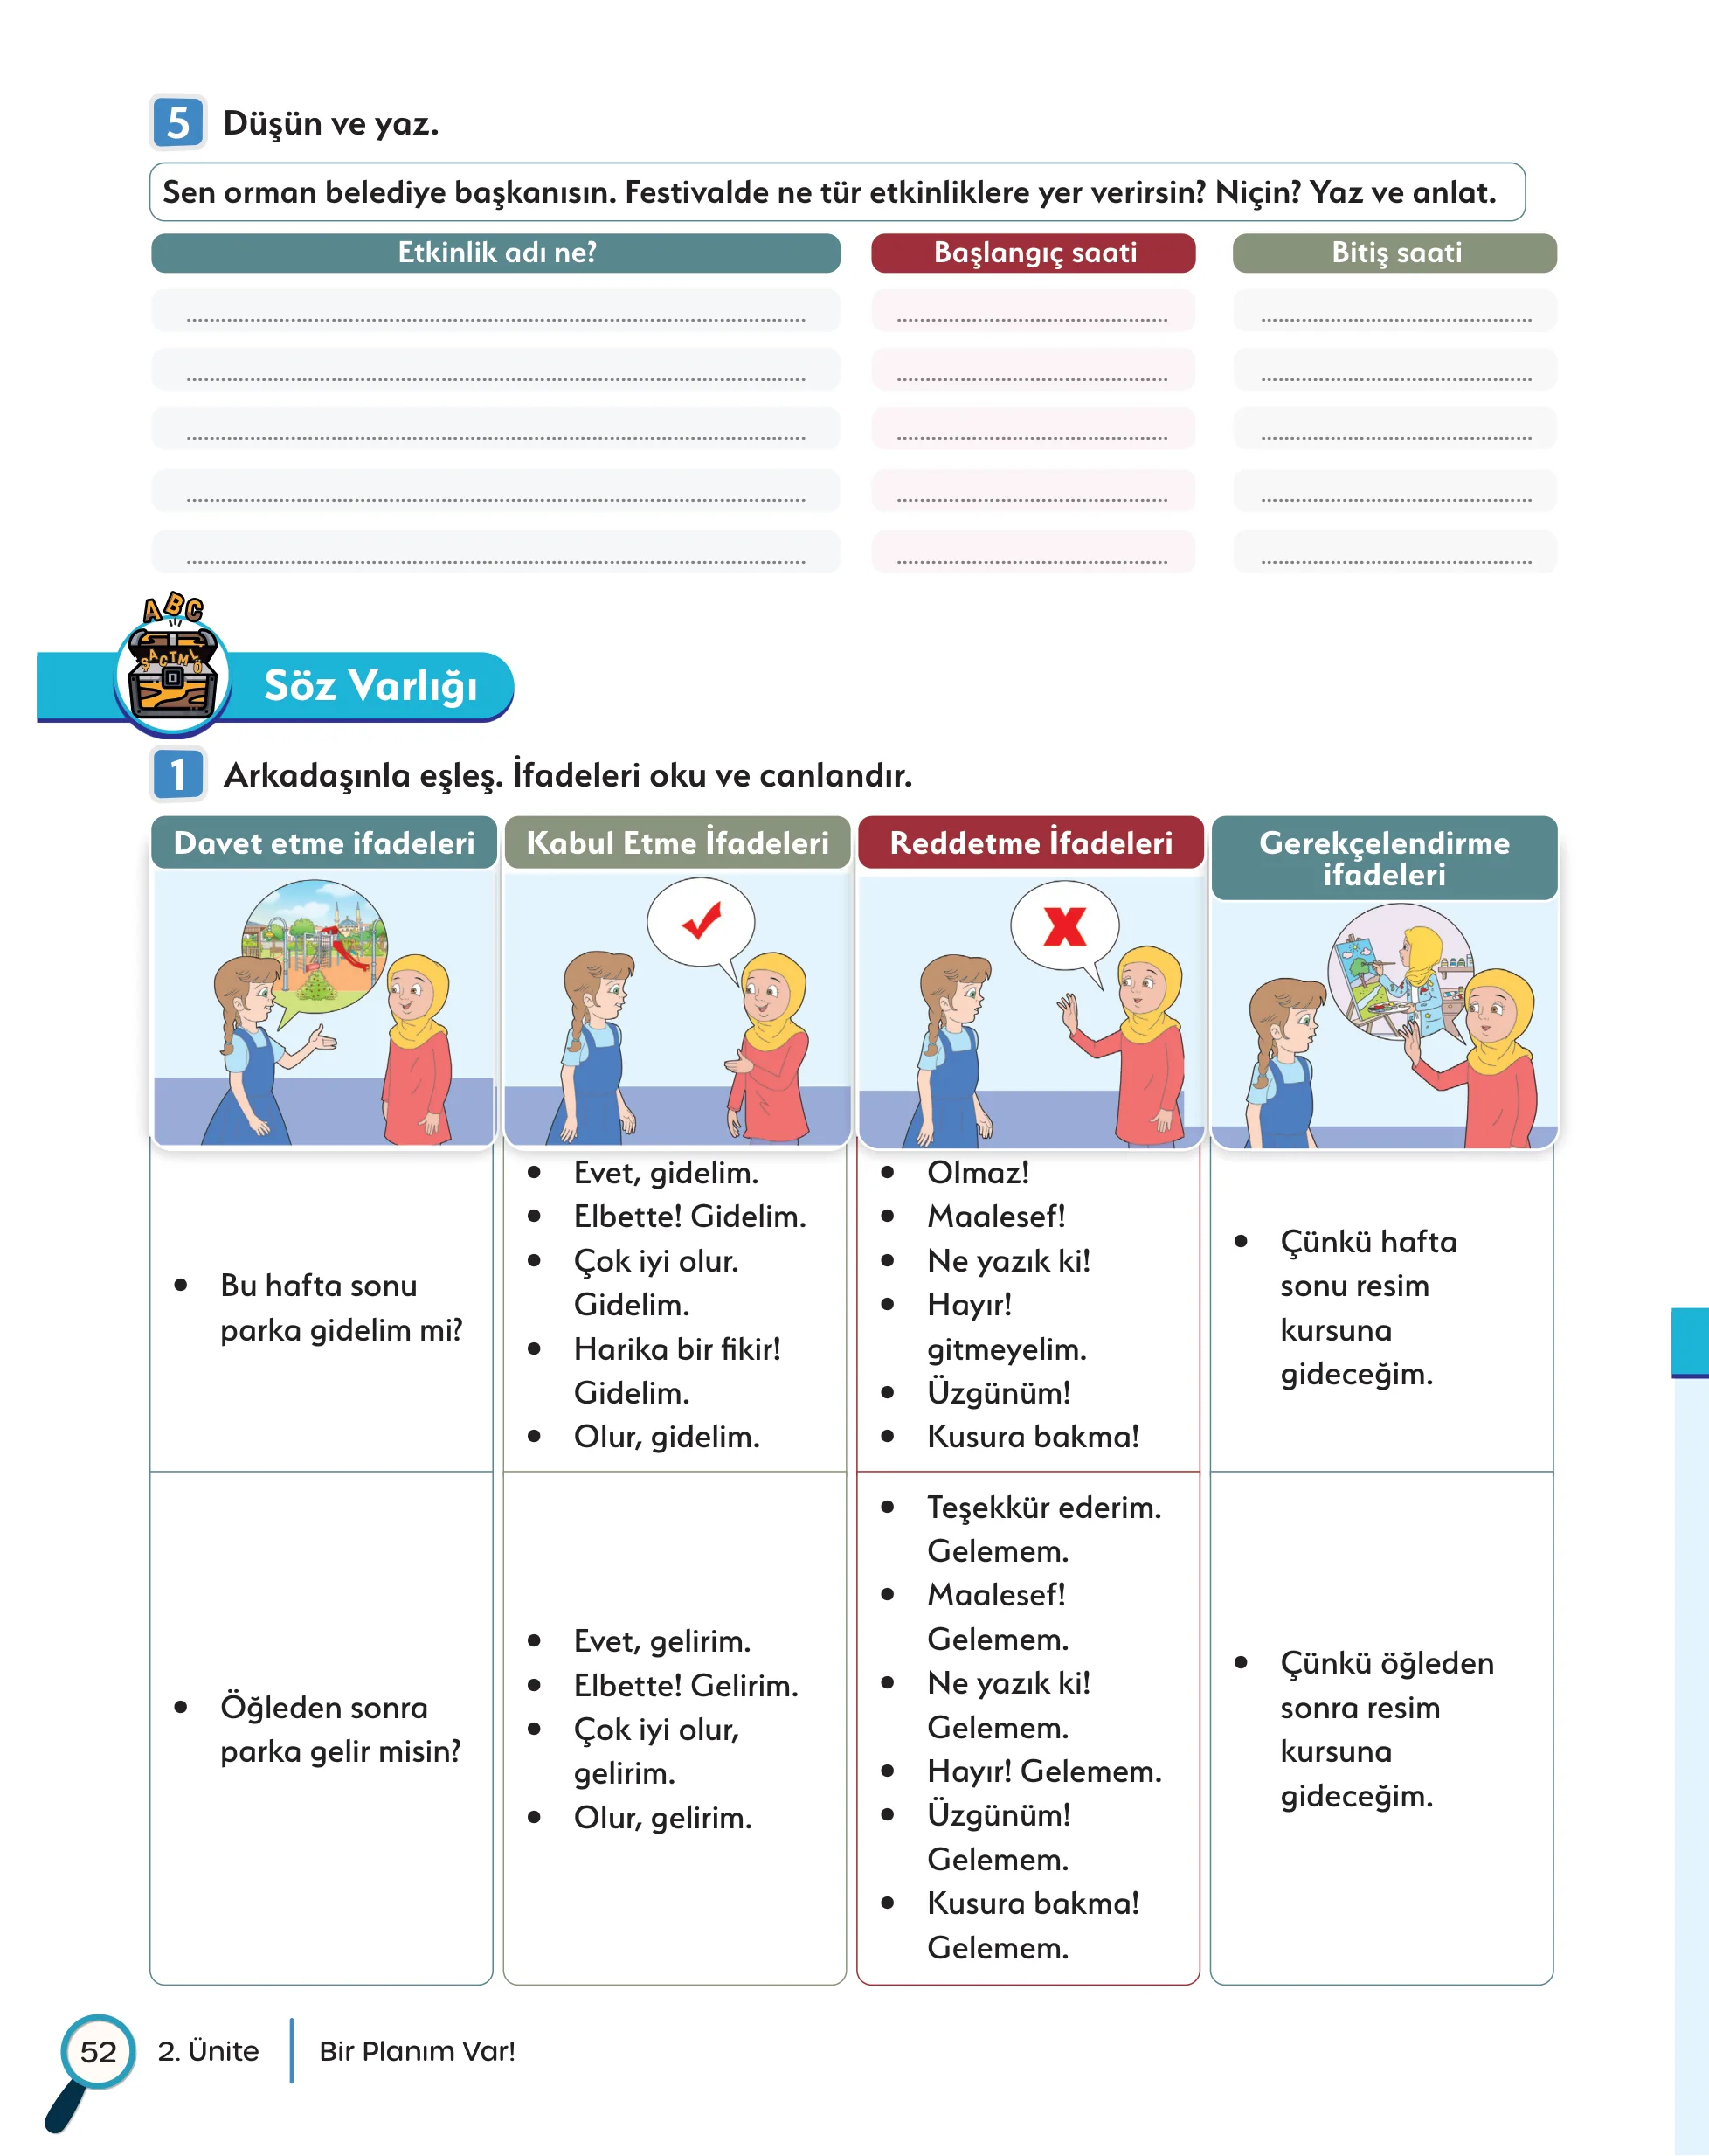 5 Düşün ve yaz.
Sen orman belediye başkanısın. Festivalde ne tür etkinliklere yer verirsin? Niçin? Yaz ve anlat.
Etkinlik adı ne? Başlangıç saati Bitiş saati
A B C
Ş A Ç T M L Ö
Söz Varlığı
1 Arkadaşınla eşleş. İfadeleri oku ve canlandır.
Davet etme ifadeleri
• Bu hafta sonu
parka gidelim mi?
• Öğleden sonra
parka gelir misin?
Kabul Etme İfadeleri
• Evet, gidelim.
• Elbette! Gidelim.
• Çok iyi olur.
Gidelim.
• Harika bir fikir!
Gidelim.
• Olur, gidelim.
• Evet, gelirim.
• Elbette! Gelirim.
• Çok iyi olur,
gelirim.
• Olur, gelirim.
Reddetme İfadeleri
X
• Olmaz!
• Maalesef!
• Ne yazık ki!
• Hayır!
gitmeyelim.
• Üzgünüm!
• Kusura bakma!
• Teşekkür ederim.
Gelemem.
• Maalesef!
Gelemem.
• Ne yazık ki!
Gelemem.
• Hayır! Gelemem.
• Üzgünüm!
Gelemem.
• Kusura bakma!
Gelemem.
Gerekçelendirme
ifadeleri
• Çünkü hafta
sonu resim
kursuna
gideceğim.
• Çünkü öğleden
sonra resim
kursuna
gideceğim.
52 2. Ünite Bir Planım Var!